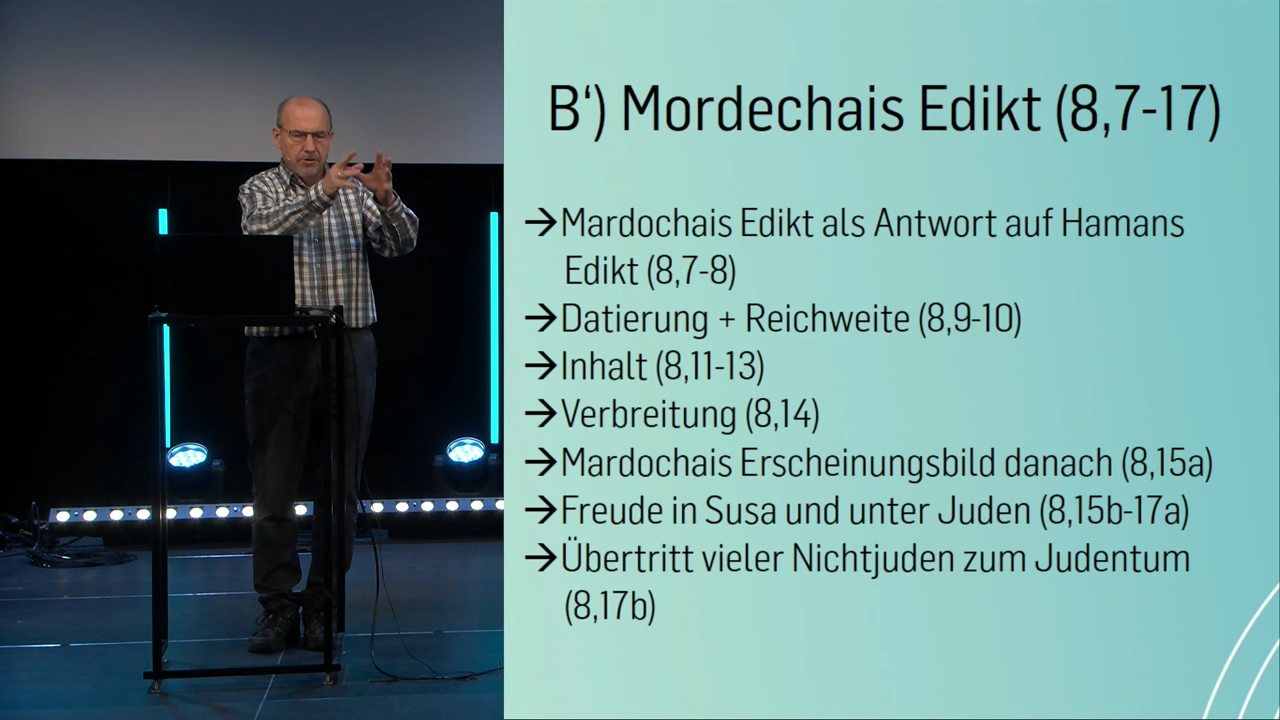 B‘) Mordechais Edikt (8,7-17)
→Mardochais Edikt als Antwort auf Hamans
Edikt (8,7-8)
→Datierung + Reichweite (8,9-10)
→Inhalt (8,11-13)
→Verbreitung (8,14)
→Mardochais Erscheinungsbild danach (8,15a)
→Freude in Susa und unter Juden (8,15b-17a)
→Übertritt vieler Nichtjuden zum Judentum
(8,17b)